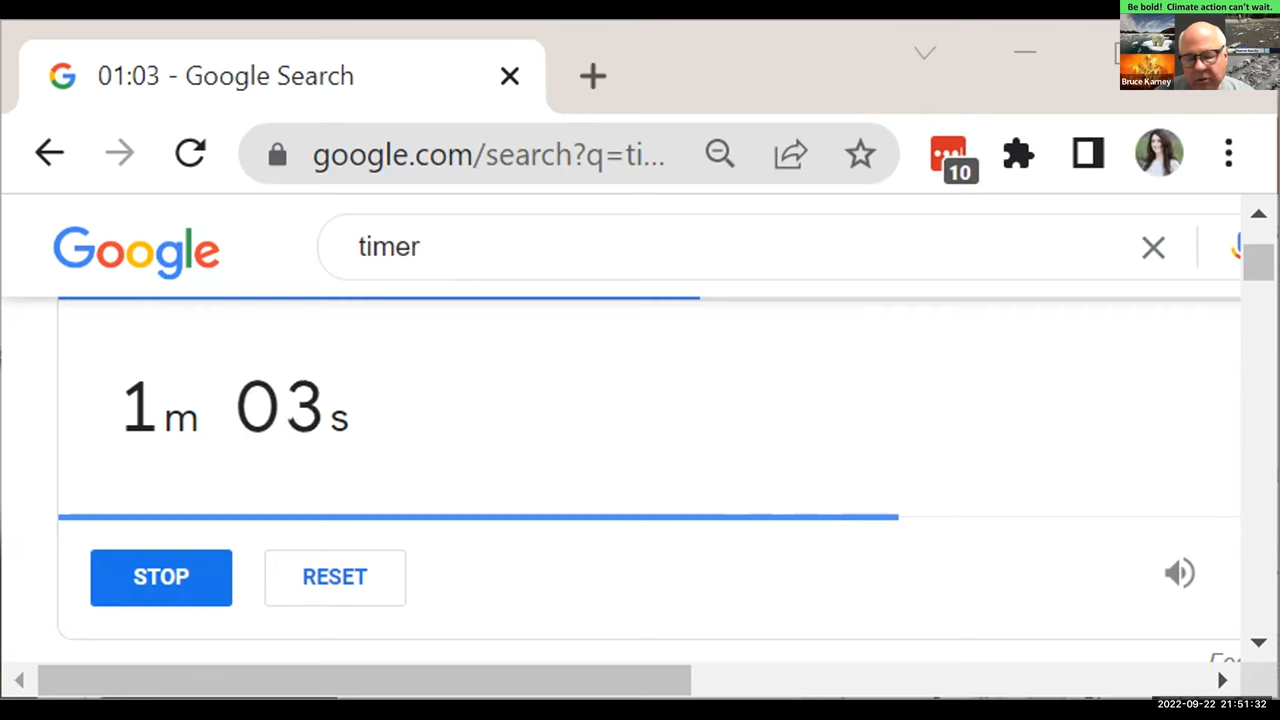 Be bold! Climate action can't wait.
Bruce Karney
01:03 - Google Search
google.com/search?q=ti...
10
Google
timer
1m 03s
STOP
RESET
2022-09-22 21:51:32